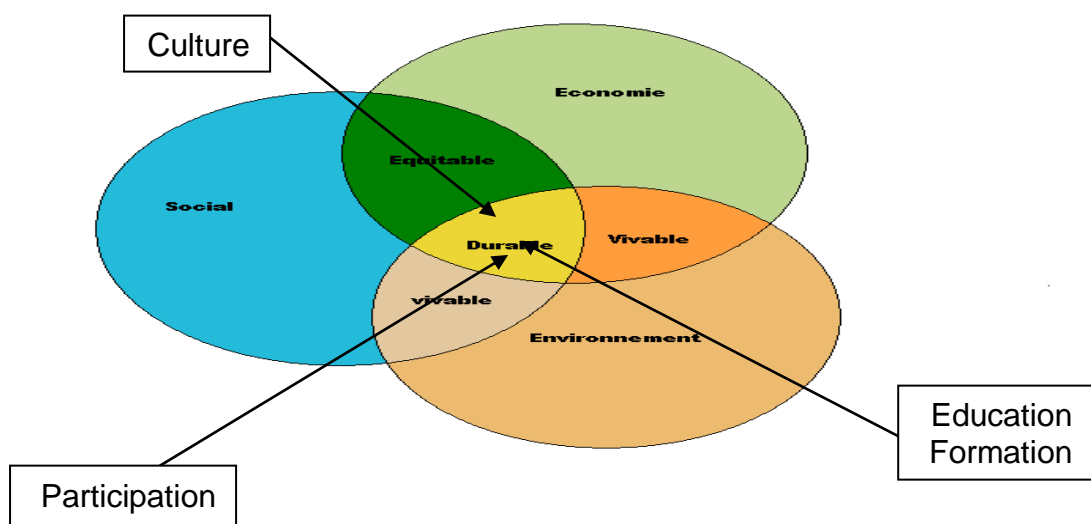 Culture
Economie
Equitable
Social
Durable
Vivable
vivable
Environnement
Education
Formation
Participation